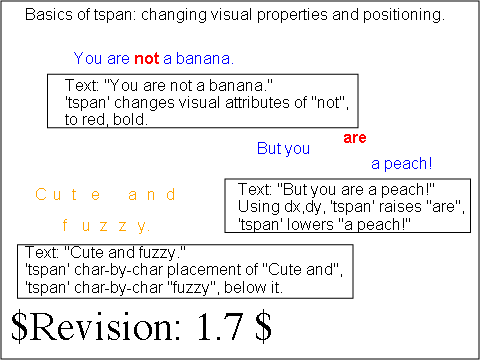 Basics of tspan: changing visual properties and positioning.
You are not a banana.
Text: "You are not a banana."
'tspan' changes visual attributes of "not",
to red, bold.
But you are a peach!
Text: "But you are a peach!"
Using dx,dy, 'tspan' raises "are",
'tspan' lowers "a peach!"
Cute and
fuzzy.
Text: "Cute and fuzzy."
'tspan' char-by-char placement of "Cute and",
'tspan' char-by-char "fuzzy", below it.
$Revision: 1.7 $